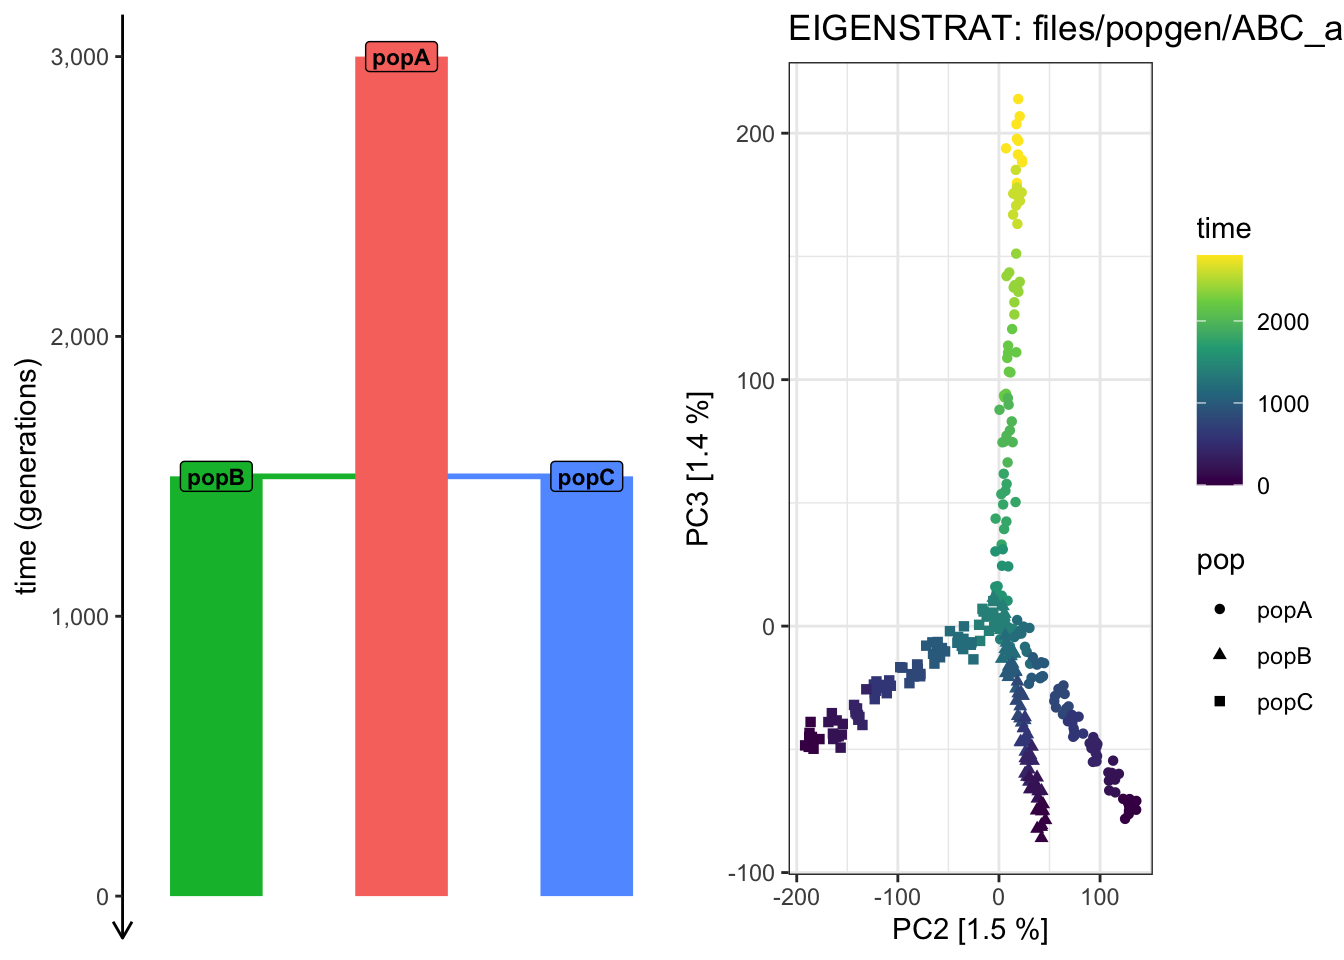 3,000
2,000
1,000
0
time (generations)
popA
popB
popC
EIGENSTRAT: files/popgen/ABC_a
200
100
0
-100
PC3 [1.4 %]
-200
-100
0
100
PC2 [1.5 %]
time
2000
1000
0
pop
popA
popB
popC